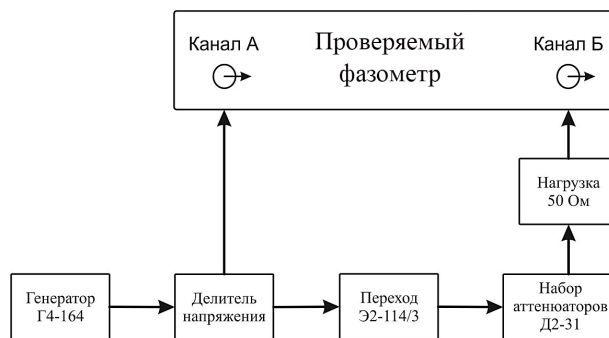 Канал А
Проверяемый
фазометр
Канал Б
Нагрузка
50 Ом
Генератор
Г4-164
Делитель
напряжения
Переход
Э2-114/3
Набор
аттенюаторов
Д2-31